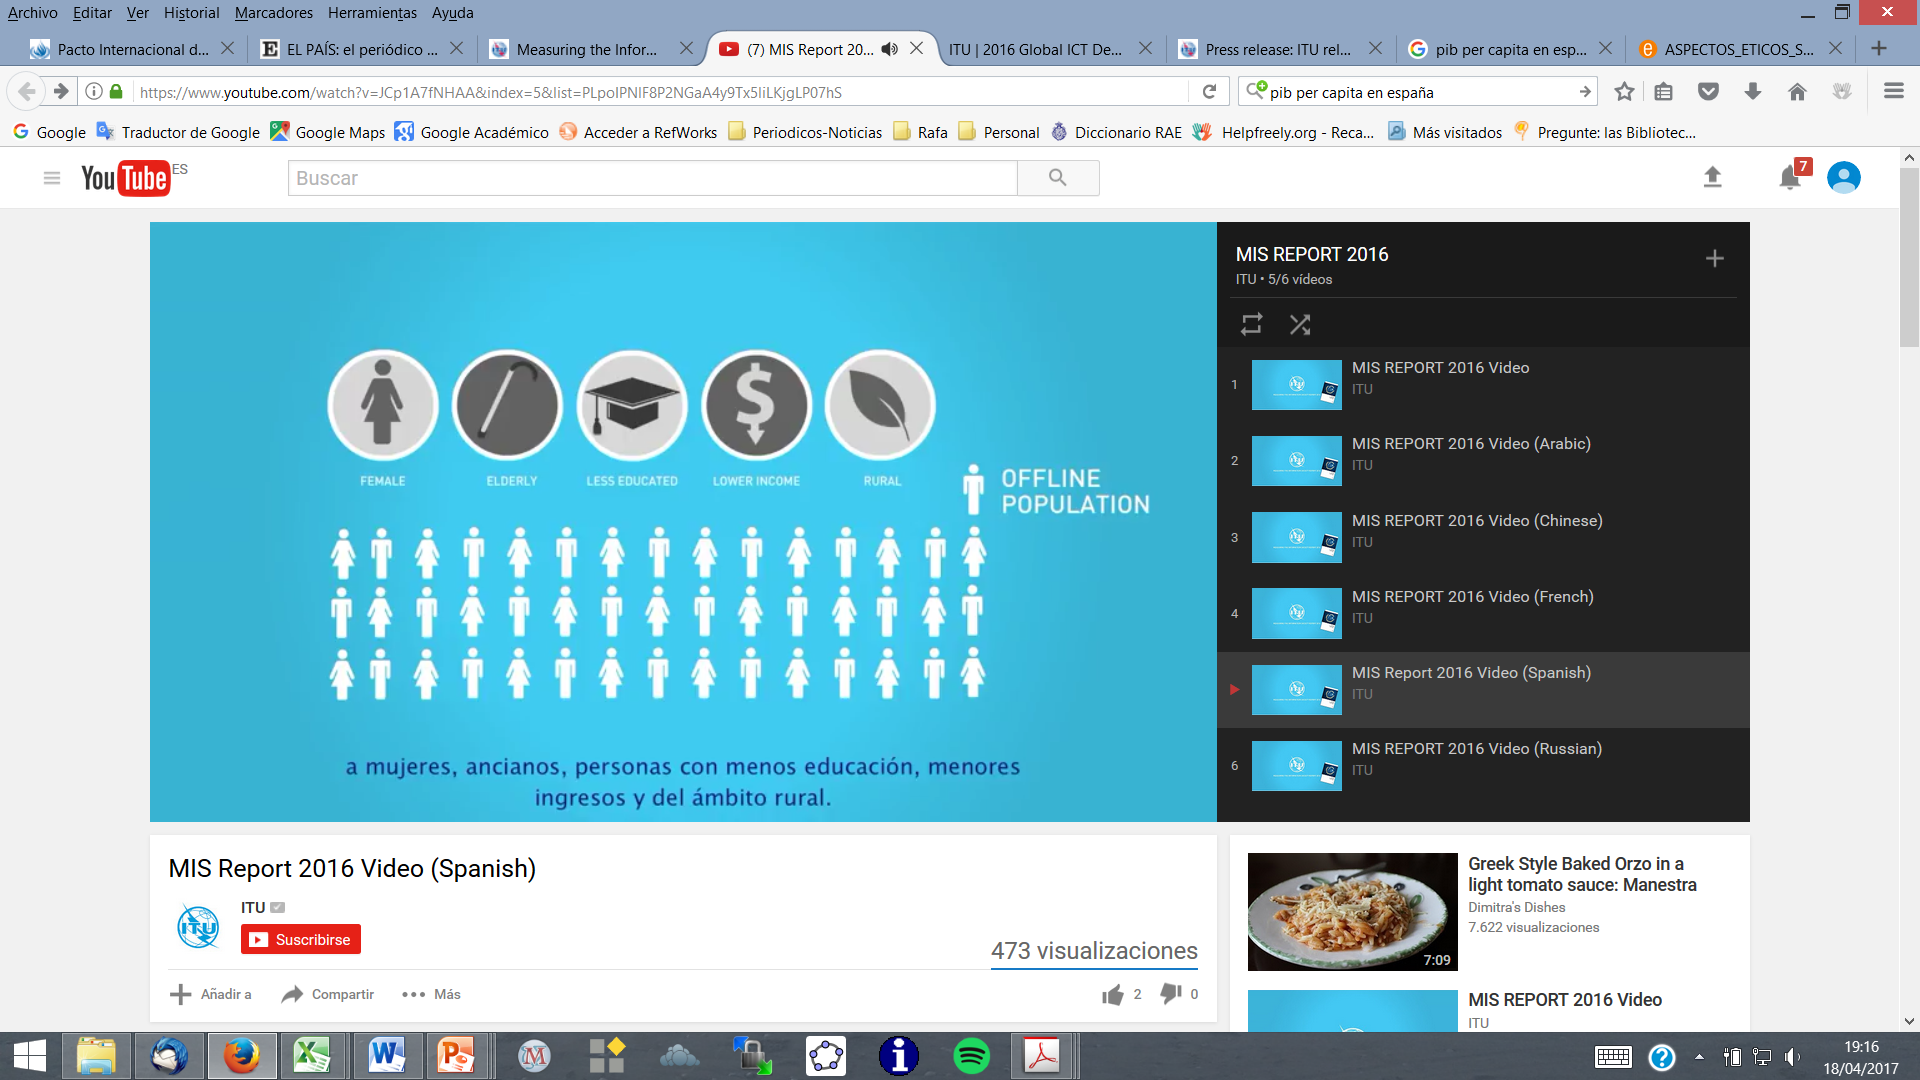 Archivo Editar Ver Historial Marcadores Herramientas Ayuda
Pacto Internacional d... EL PAÍS: el periódico ... Measuring the Infor... (7) MIS Report 20... ITU | 2016 Global ICT De... Press release: ITU rel... pib per capita en esp... ASPECTOS_ETICOS_S...
https://www.youtube.com/watch?v=JCp1A7fNHAA&index=5&list=PLpoIPNlF8P2NGaA4y9Tx5IiLKjgLP07hS pib per capita en españa
Google Traductor de Google Google Maps Google Académico Acceder a RefWorks Periodicos-Noticias Rafa Personal Diccionario RAE Helpfreely.org - Reca... Más visitados Pregunte: las Bibliotec...
YouTube ES
Buscar
7
FEMALE ELDERLY LESS EDUCATED LOWER INCOME RURAL
OFFLINE
POPULATION
a mujeres, ancianos, personas con menos educación, menores
ingresos y del ámbito rural.
MIS REPORT 2016
ITU • 5/6 vídeos
1 MIS REPORT 2016 Video
ITU
2 MIS REPORT 2016 Video (Arabic)
ITU
3 MIS REPORT 2016 Video (Chinese)
ITU
4 MIS REPORT 2016 Video (French)
ITU
MIS Report 2016 Video (Spanish)
ITU
6 MIS REPORT 2016 Video (Russian)
ITU
MIS Report 2016 Video (Spanish)
ITU
ITU
Suscribirse
473 visualizaciones
Añadir a Compartir Más 2 0
Greek Style Baked Orzo in a
light tomato sauce: Manestra
Dimitra's Dishes
7.622 visualizaciones
7:09
MIS REPORT 2016 Video
ITU
19:16
18/04/2017